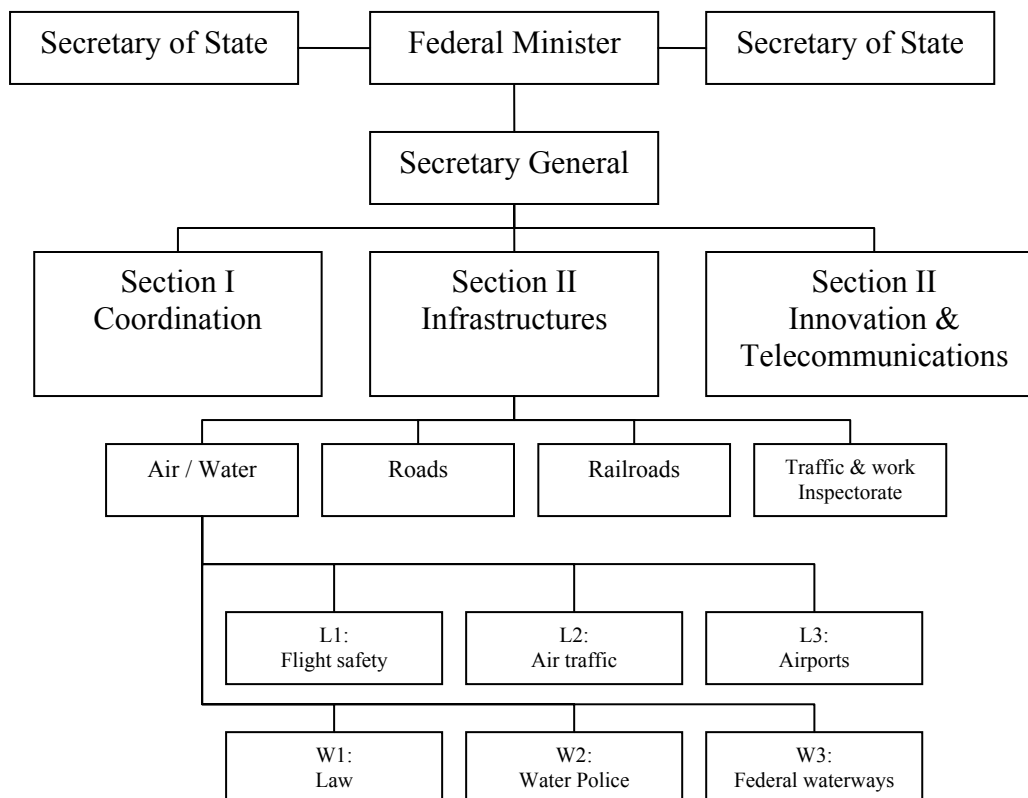 Secretary of State
Federal Minister
Secretary of State
Secretary General
Section I
Coordination
Section II
Infrastructures
Section II
Innovation &
Telecommunications
Air / Water
Roads
Railroads
Traffic & work
Inspectorate
L1:
Flight safety
L2:
Air traffic
L3:
Airports
W1:
Law
W2:
Water Police
W3:
Federal waterways